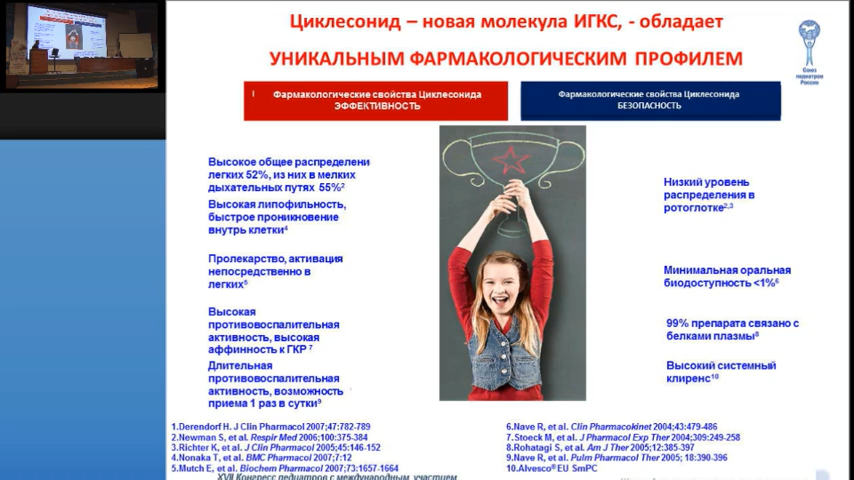 Циклесонид – новая молекула ИГКС, - обладает
УНИКАЛЬНЫМ ФАРМАКОЛОГИЧЕСКИМ ПРОФИЛЕМ
Союз
педиатров
России
Фармакологические свойства Циклесонида
ЭФФЕКТИВНОСТЬ
Фармакологические свойства Циклесонида
БЕЗОПАСНОСТЬ
Высокое общее распределени
легких 52%, из них в мелких
дыхательных путях 55%²
Высокая липофильность,
быстрое проникновение
внутрь клетки⁴
Пролекарство, активация
непосредственно в
легких⁵
Высокая
противовоспалительная
активность, высокая
аффинность к ГКР ⁷
Длительная
противовоспалительная
активность, возможность
приема 1 раз в сутки⁹
Низкий уровень
распределения в
ротоглотке²,³
Минимальная оральная
биодоступность <1%⁶
99% препарата связано с
белками плазмы⁸
Высокий системный
клиренс¹⁰
1.Derendorf H. J Clin Pharmacol 2007;47:782-789
2.Newman S, et al. Respir Med 2006;100:375-384
3.Richter K, et al. J Clin Pharmacol 2005;45:146-152
4.Nonaka T, et al. BMC Pharmacol 2007;7:12
5.Mutch E, et al. Biochem Pharmacol 2007;73:1657-1664
6.Nave R, et al. Clin Pharmacokinet 2004;43:479-486
7.Stoeck M, et al. J Pharmacol Exp Ther 2004;309:249-258
8.Rohatagi S, et al. Am J Ther 2005;12:385-397
9.Nave R, et al. Pulm Pharmacol Ther 2005; 18:390-396
10.Alvesco® EU SmPC
XVII Конгресс педиатров с международным участием